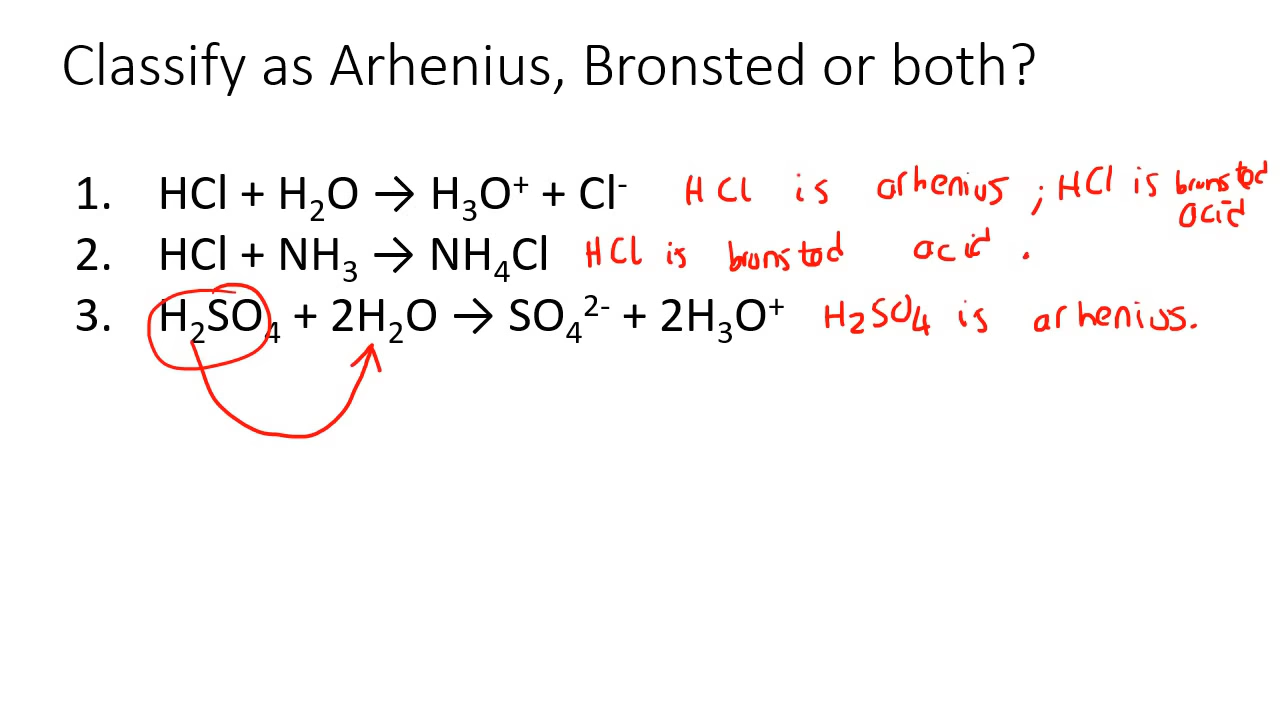 Classify as Arhenius, Bronsted or both?
1. HCl + H₂O → H₃O⁺ + Cl⁻ HCl is arhenius ; HCl is bronsted
acid
2. HCl + NH₃ → NH₄Cl HCl is bronsted acid .
3. H₂SO₄ + 2H₂O → SO₄²⁻ + 2H₃O⁺ H₂SO₄ is arhenius.